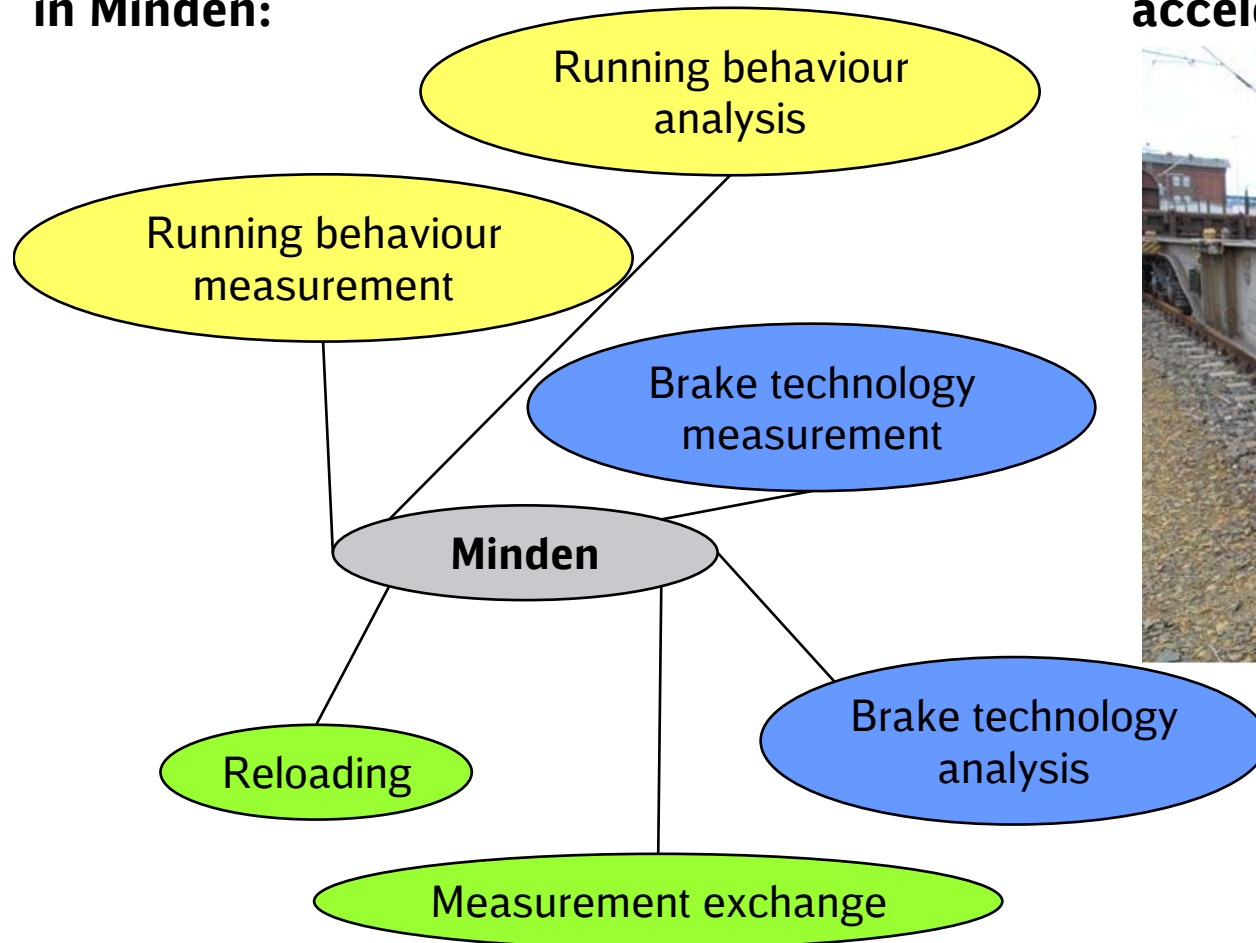 in Minden:
Running behaviour
analysis
Running behaviour
measurement
Brake technology
measurement
Minden
Brake technology
analysis
Reloading
Measurement exchange